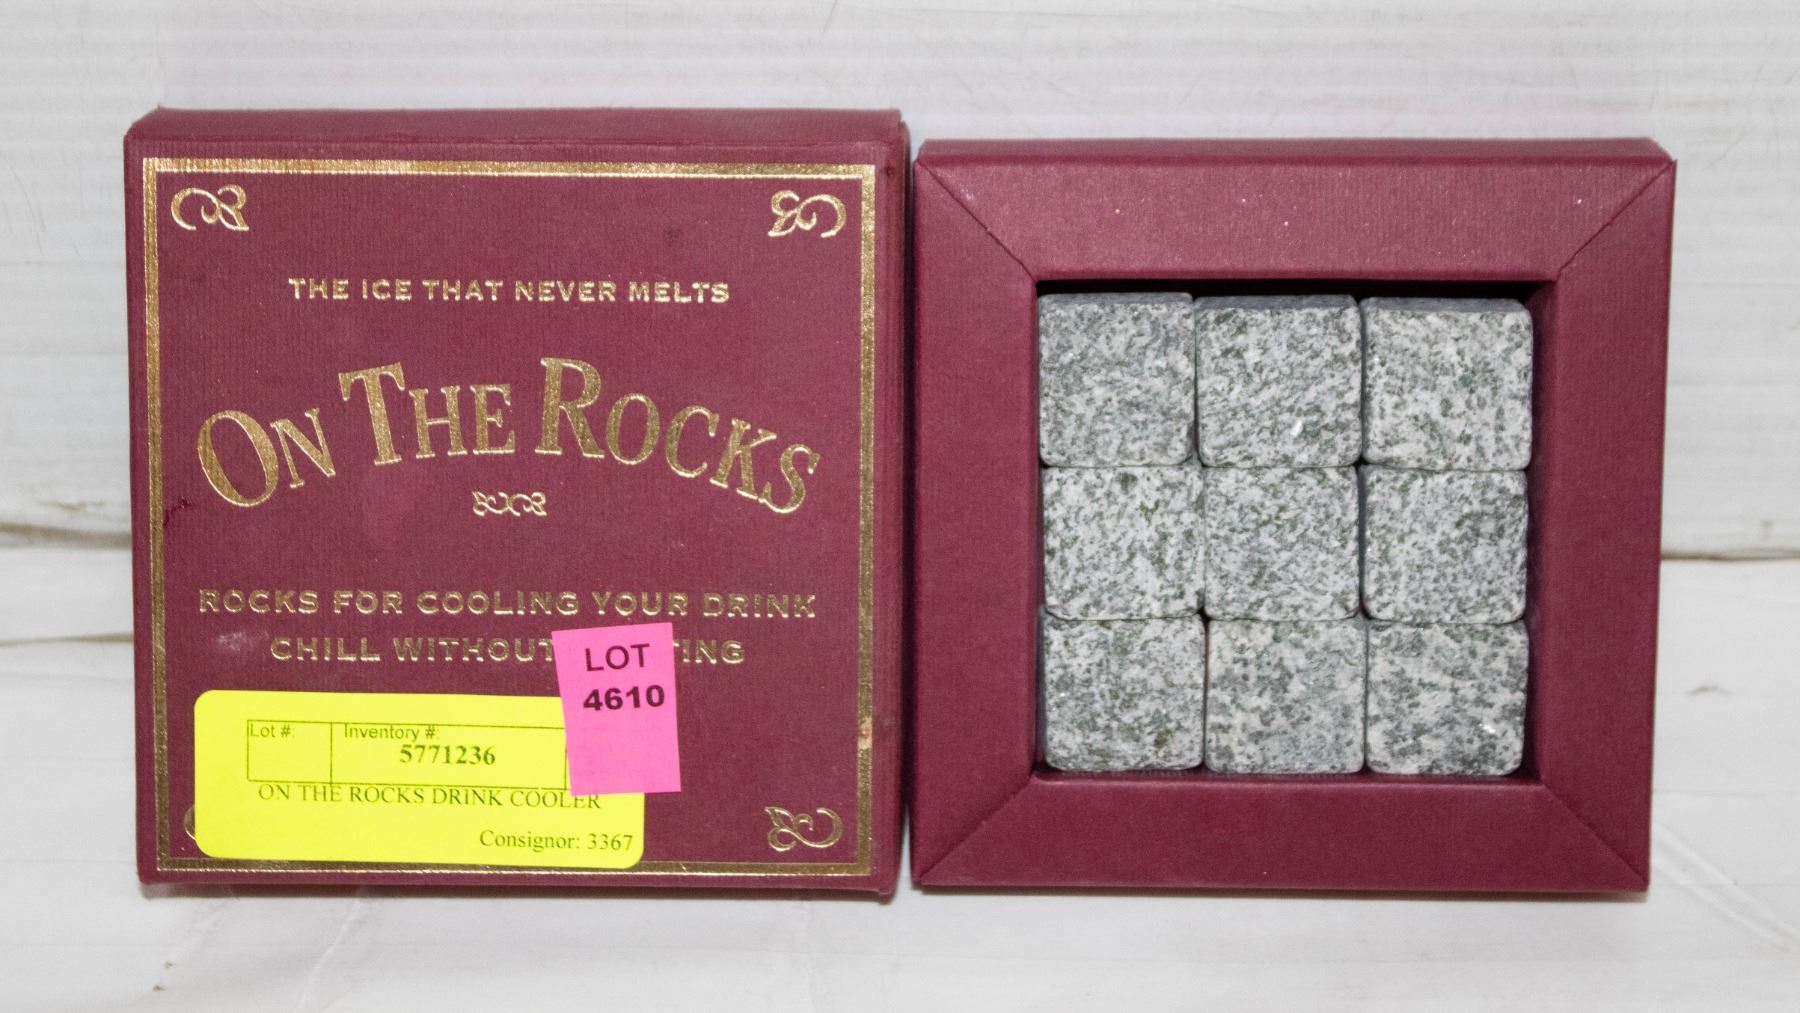 THE ICE THAT NEVER MELTS
ON THE ROCKS
ROCKS FOR COOLING YOUR DRINK
CHILL WITHOUT
LOT
4610
Lot #:
Inventory #:
5771236
ON THE ROCKS DRINK COOLER
Consignor: 3367